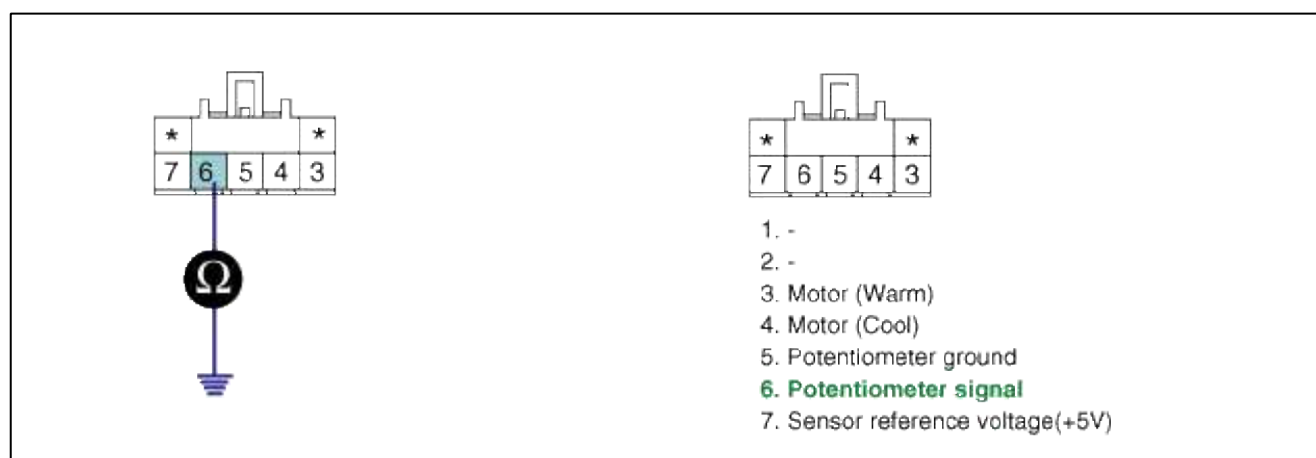 * *
7 6 5 4 3
Ω
* *
7 6 5 4 3
1. -
2. -
3. Motor (Warm)
4. Motor (Cool)
5. Potentiometer ground
6. Potentiometer signal
7. Sensor reference voltage(+5V)